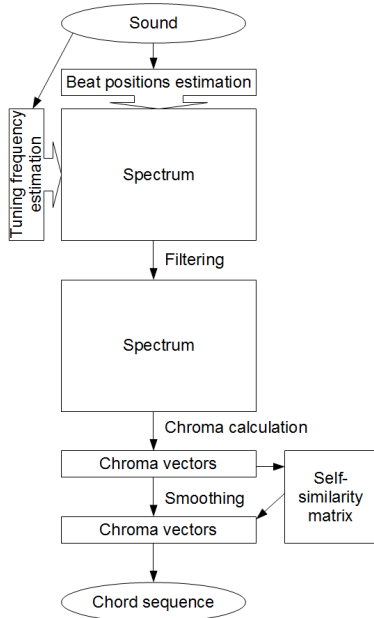 Sound
Beat positions estimation
Tuning frequency
estimation
Spectrum
Filtering
Spectrum
Chroma calculation
Chroma vectors
Self-
similarity
matrix
Smoothing
Chroma vectors
Chord sequence